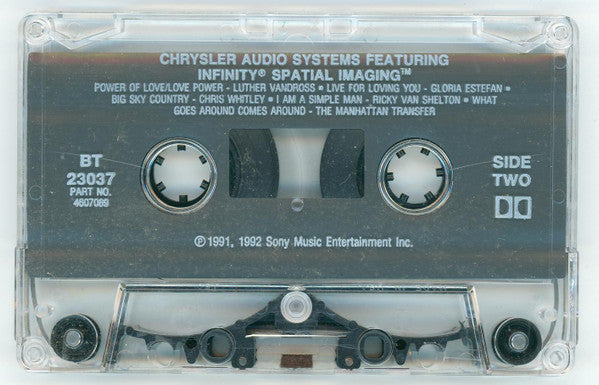 CHRYSLER AUDIO SYSTEMS FEATURING
INFINITY® SPATIAL IMAGING™
POWER OF LOVE/LOVE POWER - LUTHER VANDROSS • LIVE FOR LOVING YOU - GLORIA ESTEFAN •
BIG SKY COUNTRY - CHRIS WHITLEY • I AM A SIMPLE MAN - RICKY VAN SHELTON • WHAT
GOES AROUND COMES AROUND - THE MANHATTAN TRANSFER
BT
23037
PART NO.
4607089
SIDE
TWO
℗1991, 1992 Sony Music Entertainment Inc.